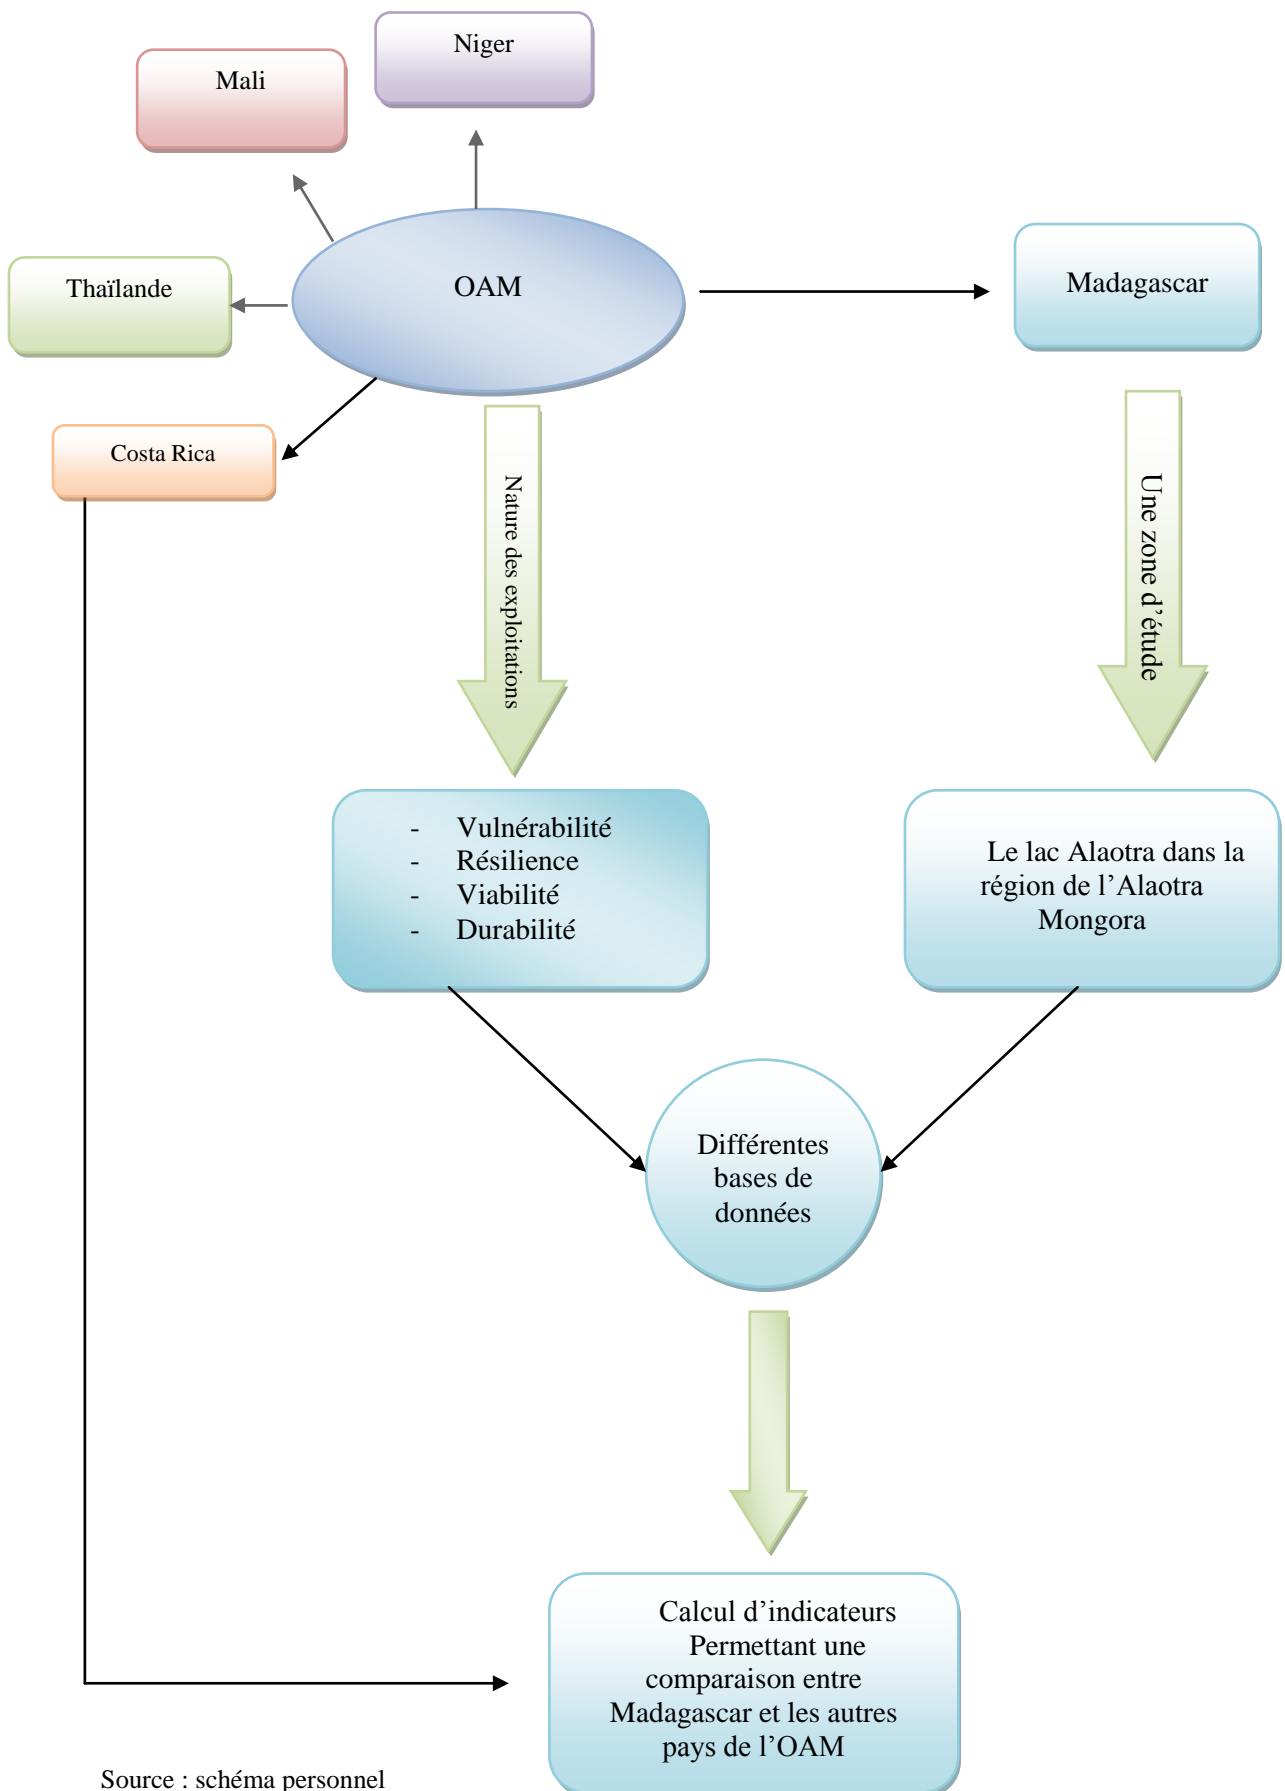 Niger
Mali
OAM
Madagascar
Thaïlande
Costa Rica
Nature des exploitations
Une zone d’étude
- Vulnérabilité
- Résilience
- Viabilité
- Durabilité
Le lac Alaotra dans la
région de l’Alaotra
Mongora
Différentes
bases de
données
Calcul d’indicateurs
Permettant une
comparaison entre
Madagascar et les autres
pays de l’OAM
Source : schéma personnel